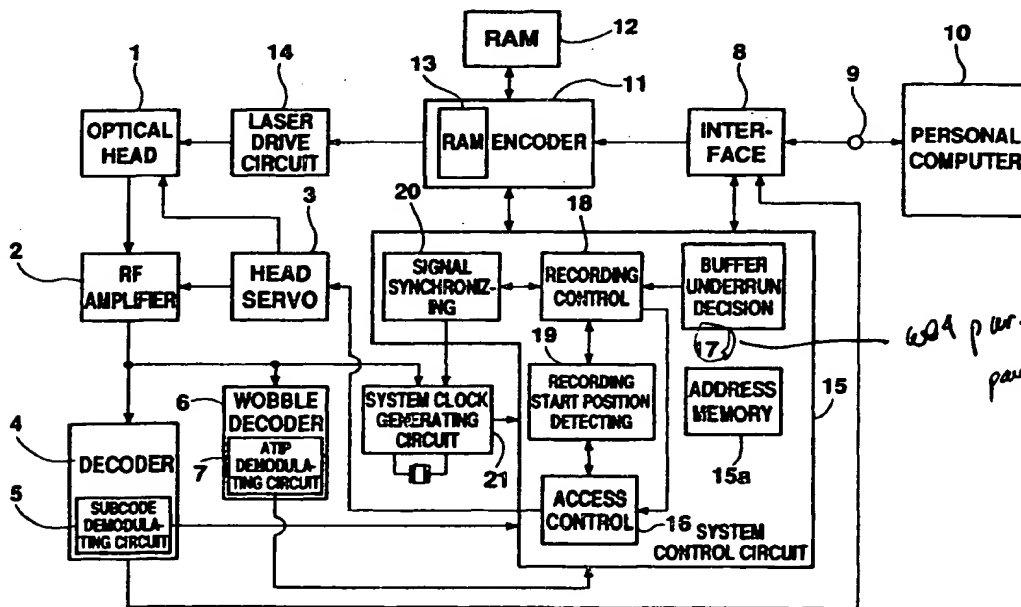 1
14
RAM
12
13
11
8
9
10
OPTICAL
HEAD
LASER
DRIVE
CIRCUIT
RAM
ENCODER
INTER-
FACE
PERSONAL
COMPUTER
2
3
20
18
RF
AMPLIFIER
HEAD
SERVO
SIGNAL
SYNCHRONIZ-
ING
RECORDING
CONTROL
BUFFER
UNDERRUN
DECISION
17
19
6
WOBBLE
DECODER
SYSTEM CLOCK
GENERATING
CIRCUIT
RECORDING
START POSITION
DETECTING
ADDRESS
MEMORY
15
4
DECODER
7
ATIP
DEMODULA-
TING CIRCUIT
21
15a
5
SUBCODE
DEMODULA-
TING CIRCUIT
ACCESS
CONTROL
16
SYSTEM
CONTROL CIRCUIT